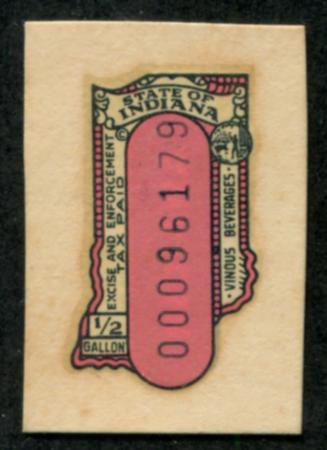 STATE OF
INDIANA
©
EXCISE AND ENFORCEMENT
TAX PAID
00096179
· VINOUS BEVERAGES ·
1/2
GALLON